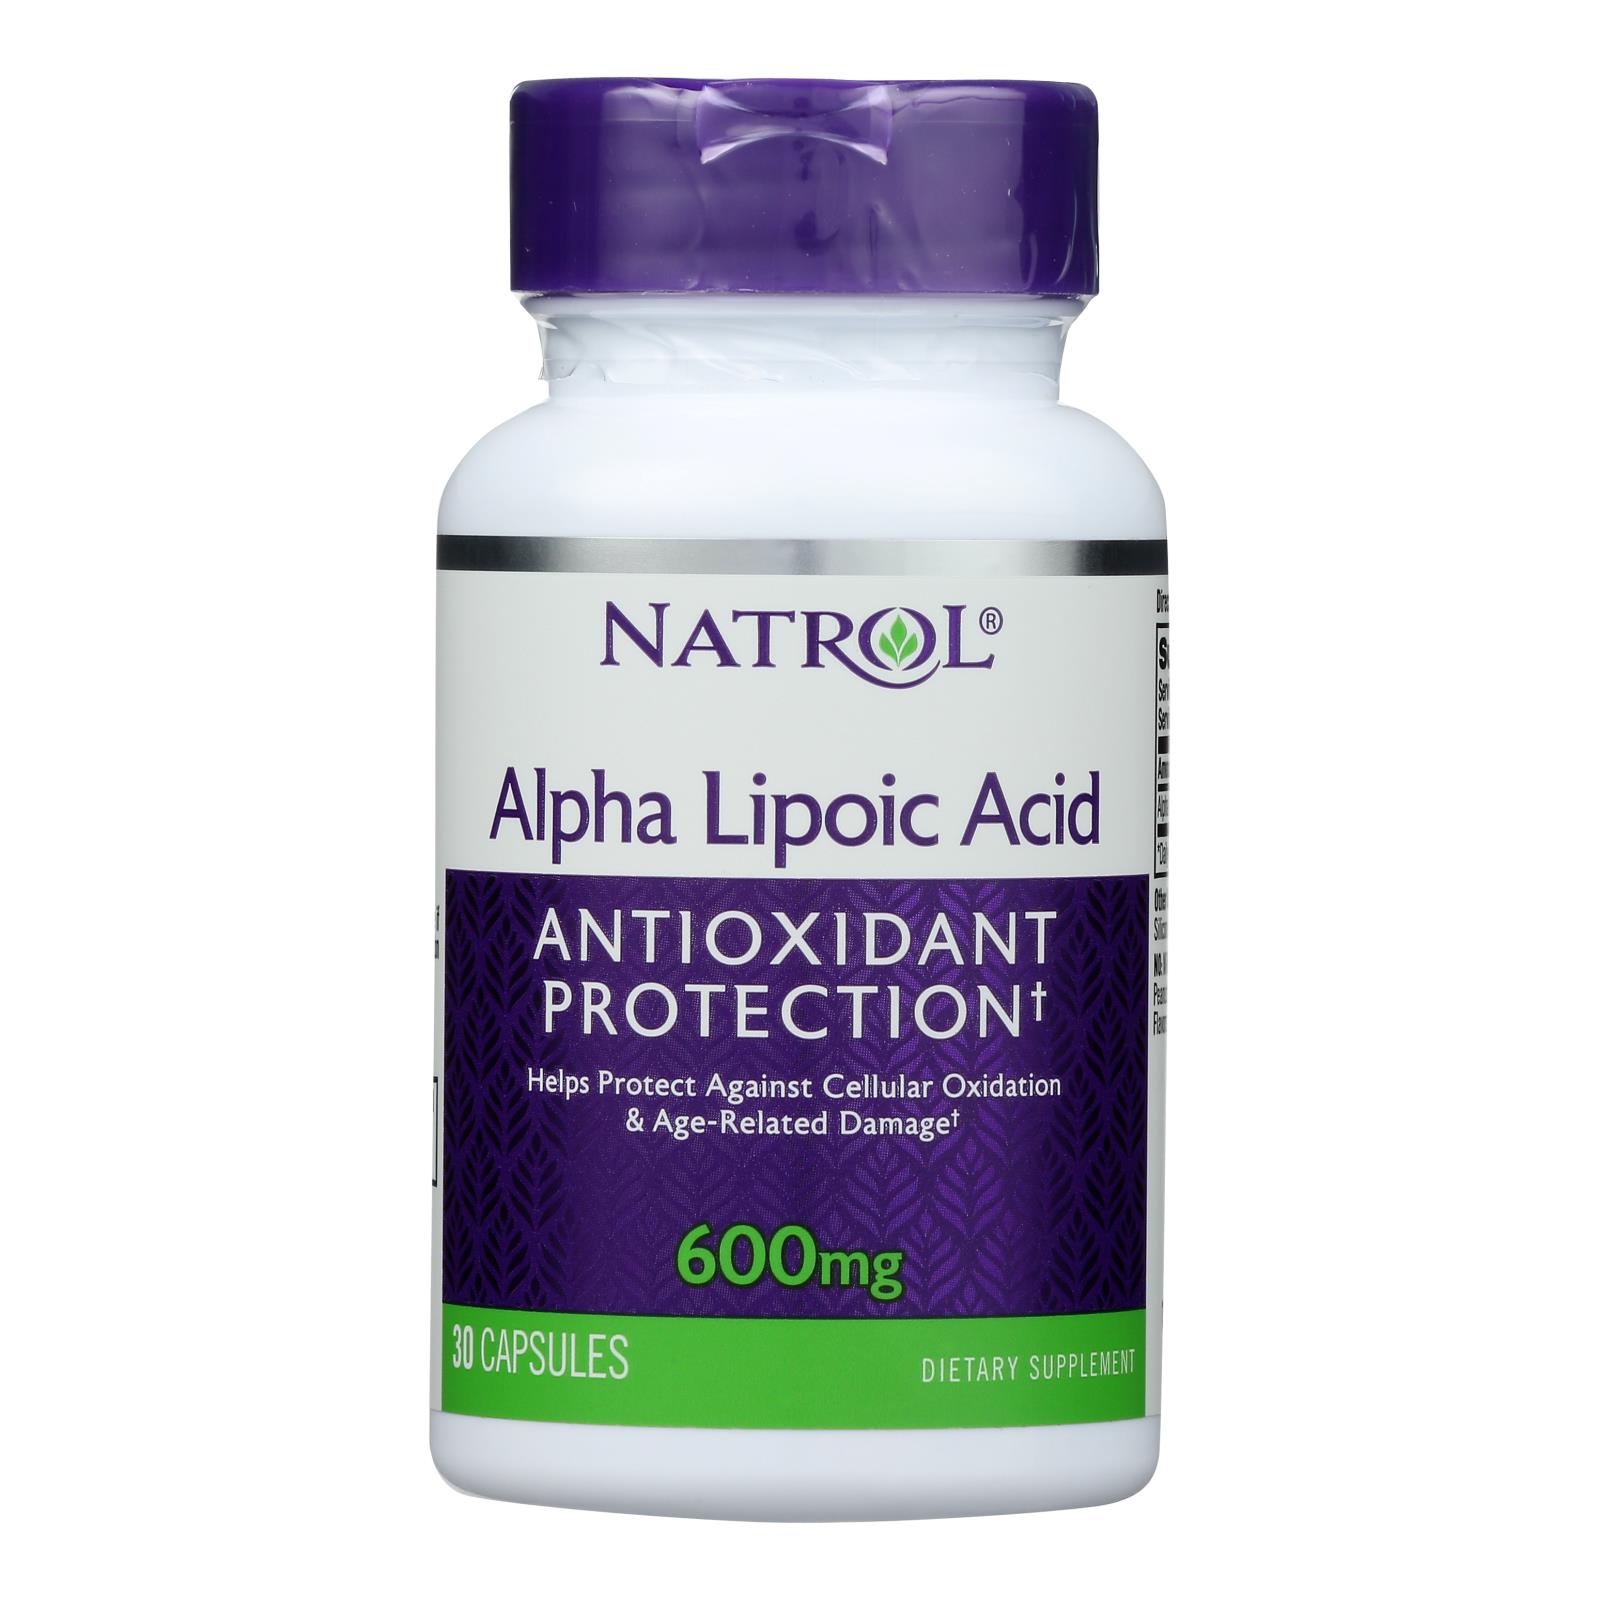 NATROL®
Alpha Lipoic Acid
ANTIOXIDANT
PROTECTION†
Helps Protect Against Cellular Oxidation
& Age-Related Damage†
600mg
30 CAPSULES
DIETARY SUPPLEMENT